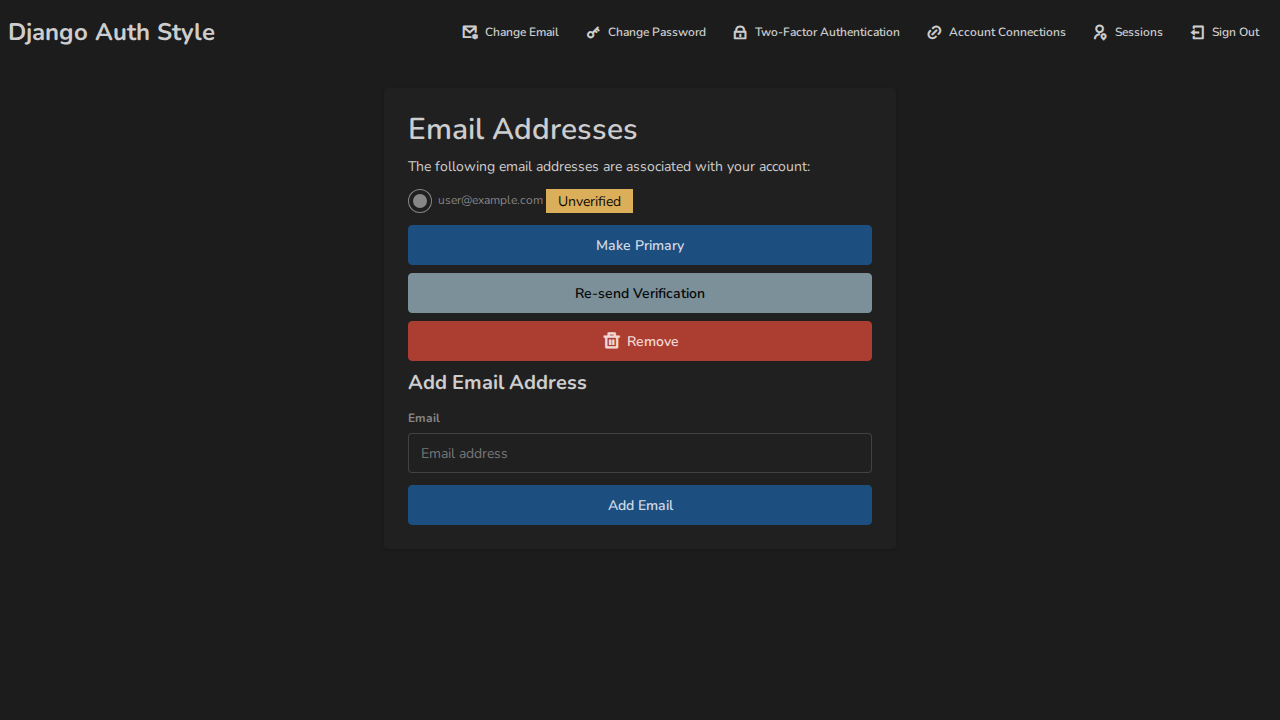 Django Auth Style
Change Email
Change Password
Two-Factor Authentication
Account Connections
Sessions
Sign Out
Email Addresses
The following email addresses are associated with your account:
user@example.com Unverified
Make Primary
Re-send Verification
Remove
Add Email Address
Email
Email address
Add Email